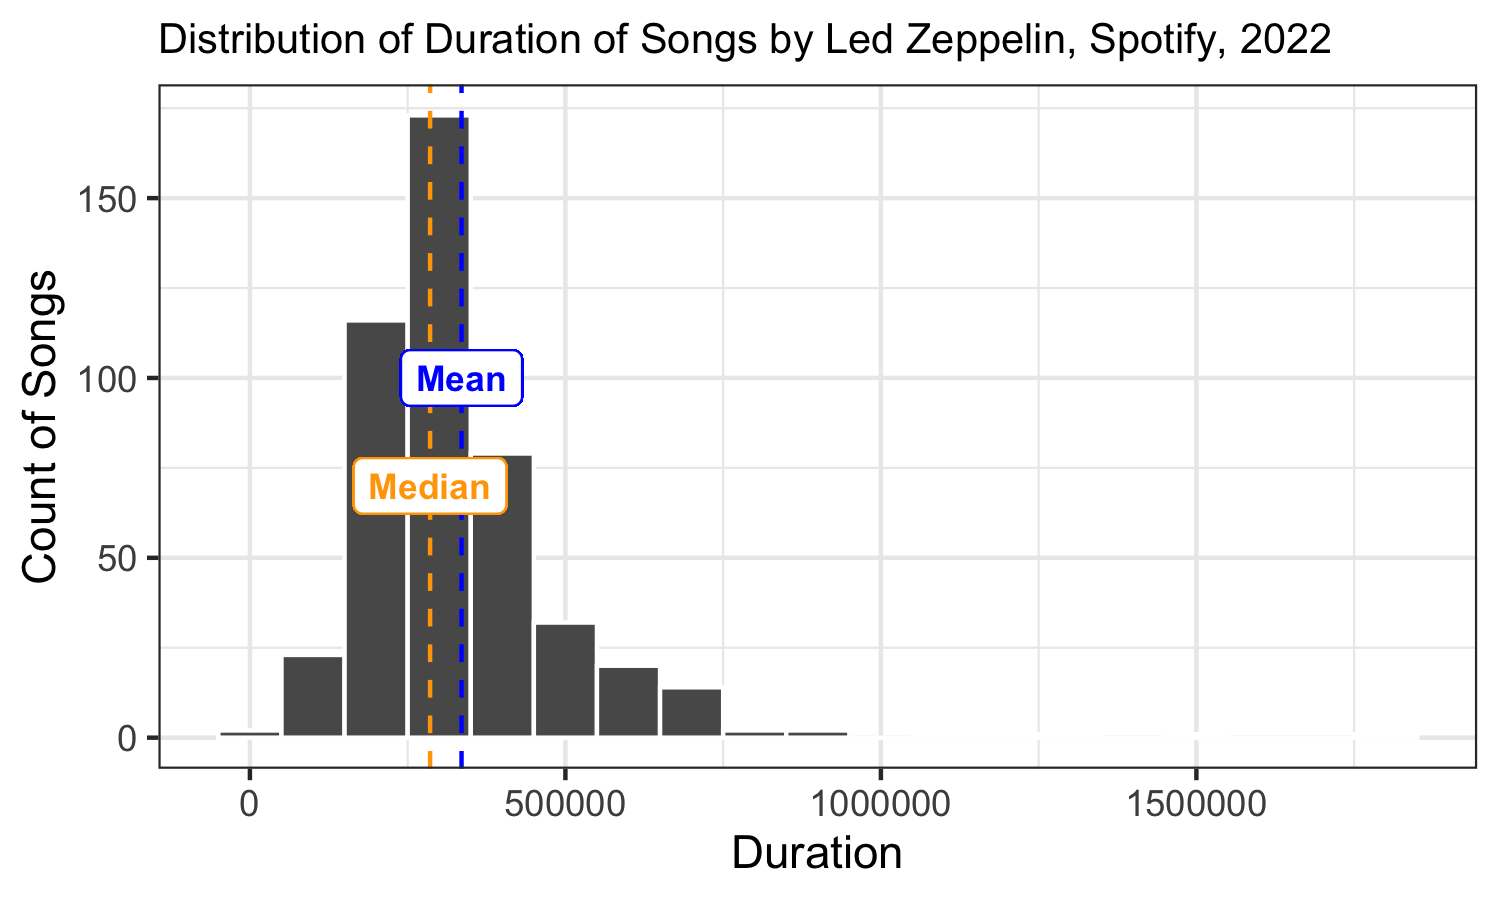 Distribution of Duration of Songs by Led Zeppelin, Spotify, 2022
Count of Songs
150
100
50
0
Mean
Median
0 500000 1000000 1500000
Duration